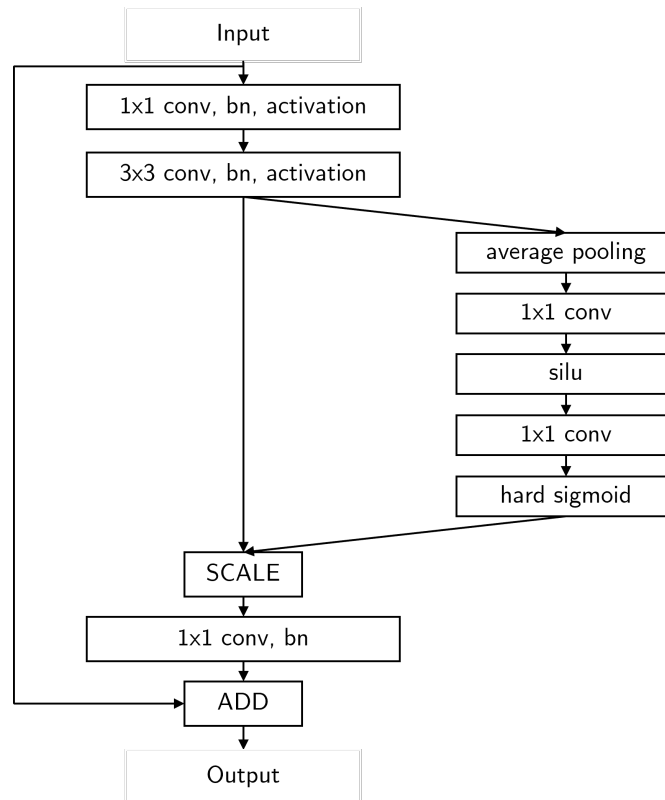 Input
1x1 conv, bn, activation
3x3 conv, bn, activation
average pooling
1x1 conv
silu
1x1 conv
hard sigmoid
SCALE
1x1 conv, bn
ADD
Output